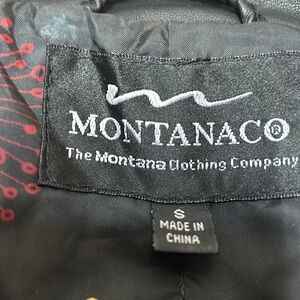 MONTANACO®
The Montana Clothing Company
S
MADE IN
CHINA